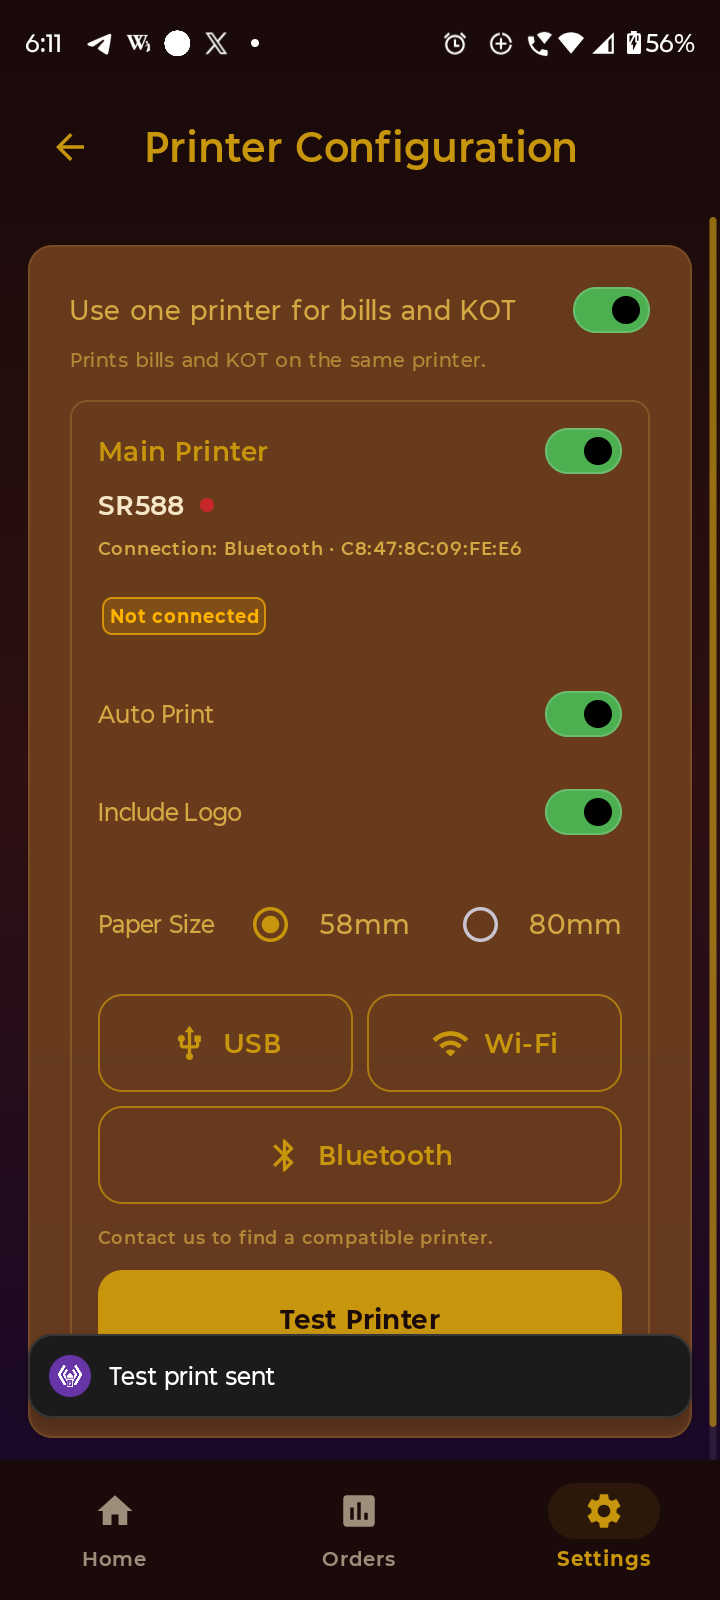 6:11
56%
Printer Configuration
Use one printer for bills and KOT
Prints bills and KOT on the same printer.
Main Printer
SR588
Connection: Bluetooth · C8:47:8C:09:FE:E6
Not connected
Auto Print
Include Logo
Paper Size 58mm 80mm
USB Wi-Fi
Bluetooth
Contact us to find a compatible printer.
Test Printer
Test print sent
Home Orders Settings